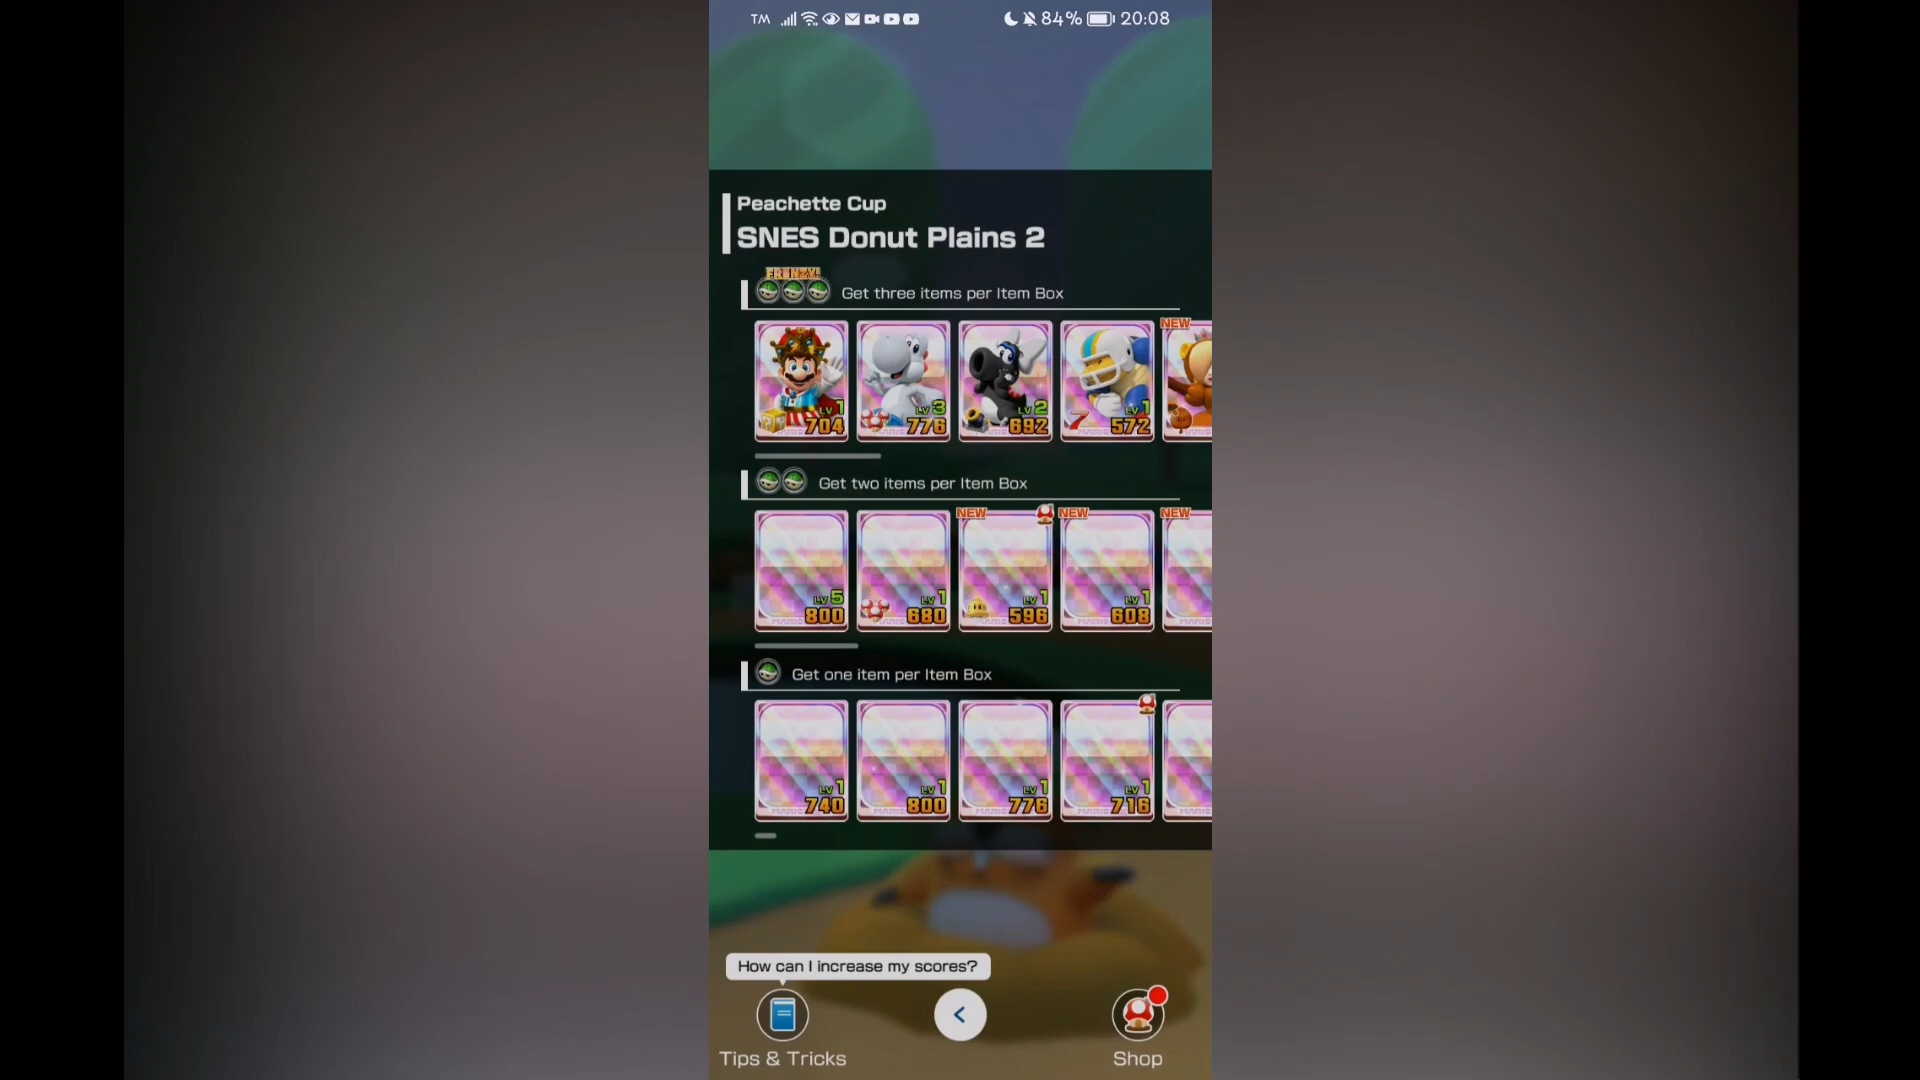 TM 84% 20:08
Peachette Cup
SNES Donut Plains 2
FRENZY!
Get three items per Item Box
NEW
LV 1 LV 3 LV 2 LV 1
704 776 692 572
Get two items per Item Box
NEW NEW NEW
LV 5 LV 1 LV 1 LV 1
800 680 596 608
Get one item per Item Box
LV 1 LV 1 LV 1 LV 1
740 800 776 716
How can I increase my scores?
Tips & Tricks Shop